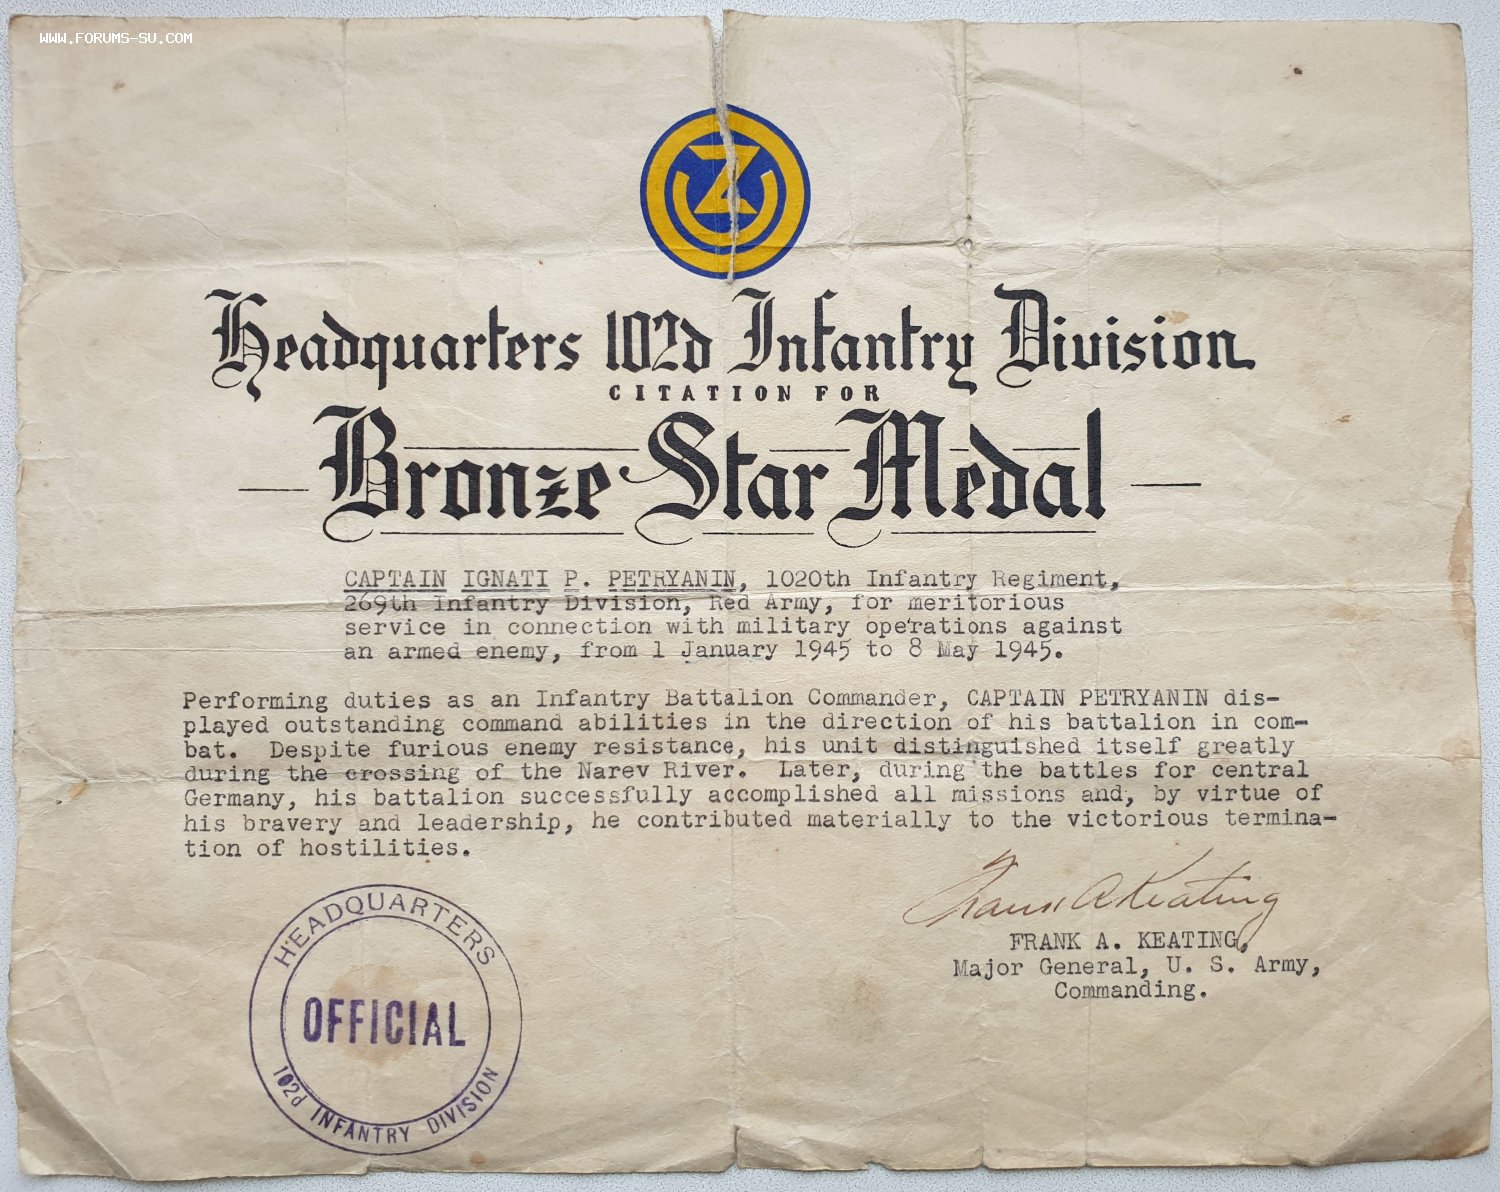 WWW.FORUMS-SU.COM
Headquarters 102d Infantry Division
CITATION FOR
Bronze Star Medal
CAPTAIN IGNATI P. PETRYANIN, 1020th Infantry Regiment,
269th Infantry Division, Red Army, for meritorious
service in connection with military operations against
an armed enemy, from 1 January 1945 to 8 May 1945.
Performing duties as an Infantry Battalion Commander, CAPTAIN PETRYANIN dis-
played outstanding command abilities in the direction of his battalion in com-
bat. Despite furious enemy resistance, his unit distinguished itself greatly
during the crossing of the Narev River. Later, during the battles for central
Germany, his battalion successfully accomplished all missions and, by virtue of
his bravery and leadership, he contributed materially to the victorious termina-
tion of hostilities.
Frank A Keating
FRANK A. KEATING,
Major General, U. S. Army,
Commanding.
HEADQUARTERS
OFFICIAL
102d INFANTRY DIVISION